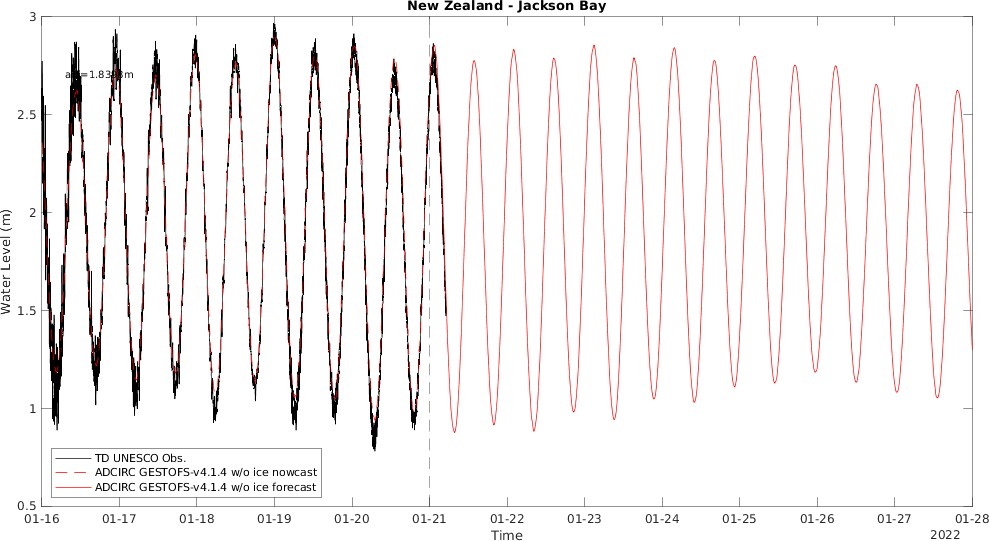 New Zealand - Jackson Bay
3
2.5
2
1.5
1
0.5
Water Level (m)
TD UNESCO Obs.
ADCIRC GESTOFS-v4.1.4 w/o ice nowcast
ADCIRC GESTOFS-v4.1.4 w/o ice forecast
01-16 01-17 01-18 01-19 01-20 01-21 01-22 01-23 01-24 01-25 01-26 01-27 01-28
Time
2022